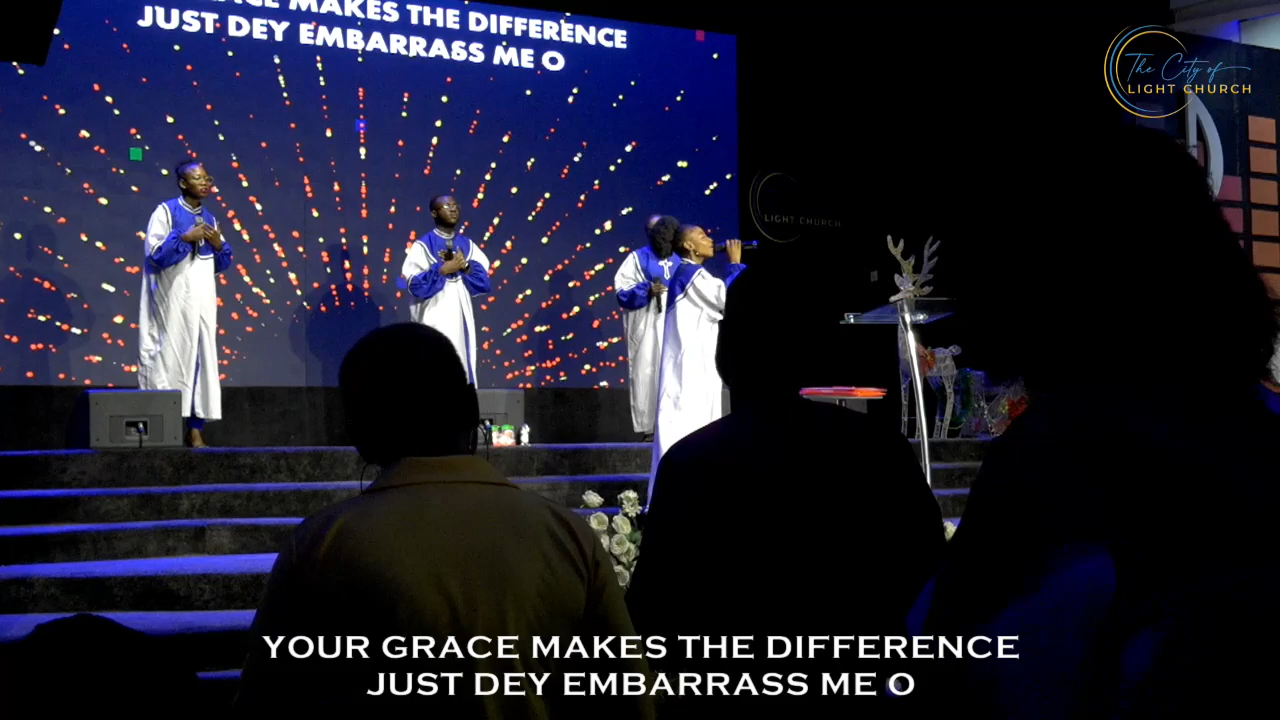 GRACE MAKES THE DIFFERENCE
JUST DEY EMBARRASS ME O
The City of
LIGHT CHURCH
LIGHT CHURCH
YOUR GRACE MAKES THE DIFFERENCE
JUST DEY EMBARRASS ME O